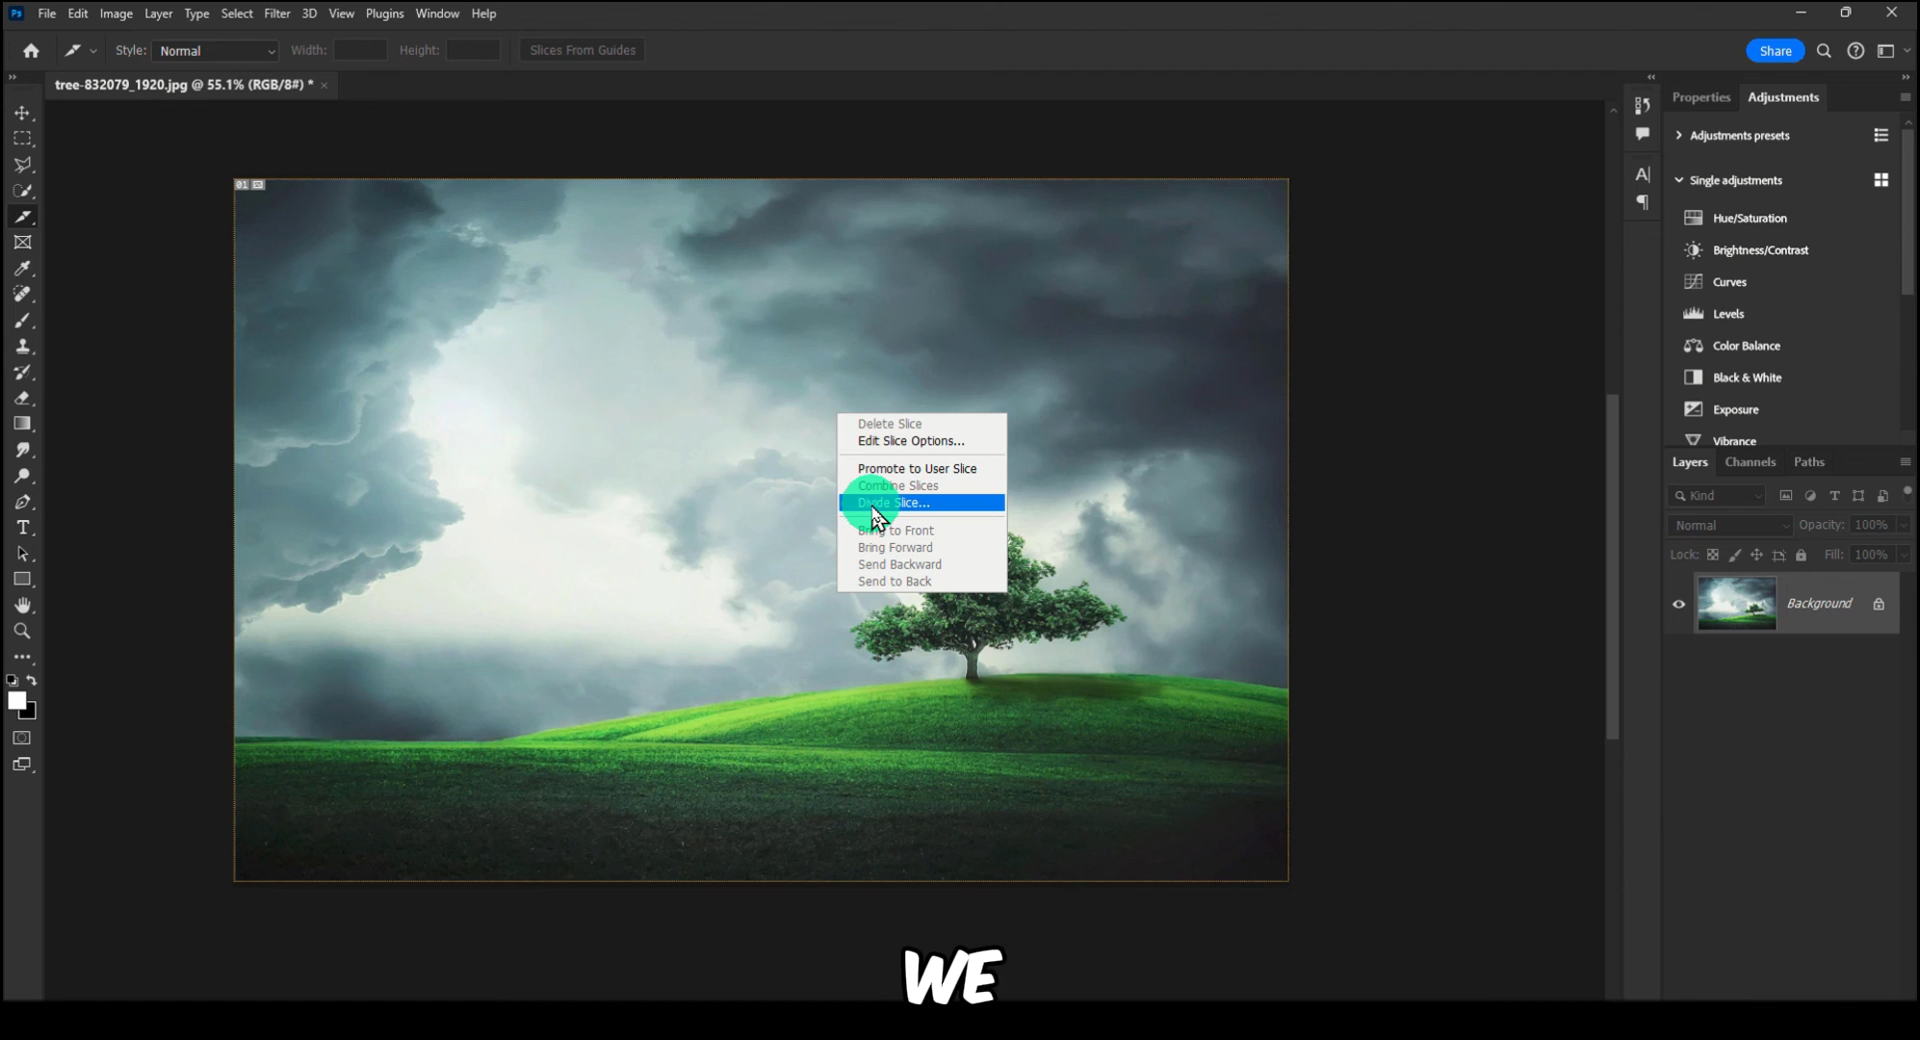 Ps File Edit Image Layer Type Select Filter 3D View Plugins Window Help
Style: Normal Width: Height: Slices From Guides Share
tree-832079_1920.jpg @ 55.1% (RGB/8#) *
Properties Adjustments
Adjustments presets
Single adjustments
Hue/Saturation
Brightness/Contrast
Curves
Levels
Color Balance
Black & White
Exposure
Vibrance
Layers Channels Paths
Kind
Normal Opacity: 100%
Lock: Fill: 100%
Background
01
Delete Slice
Edit Slice Options...
Promote to User Slice
Combine Slices
Divide Slice...
Bring to Front
Bring Forward
Send Backward
Send to Back
WE